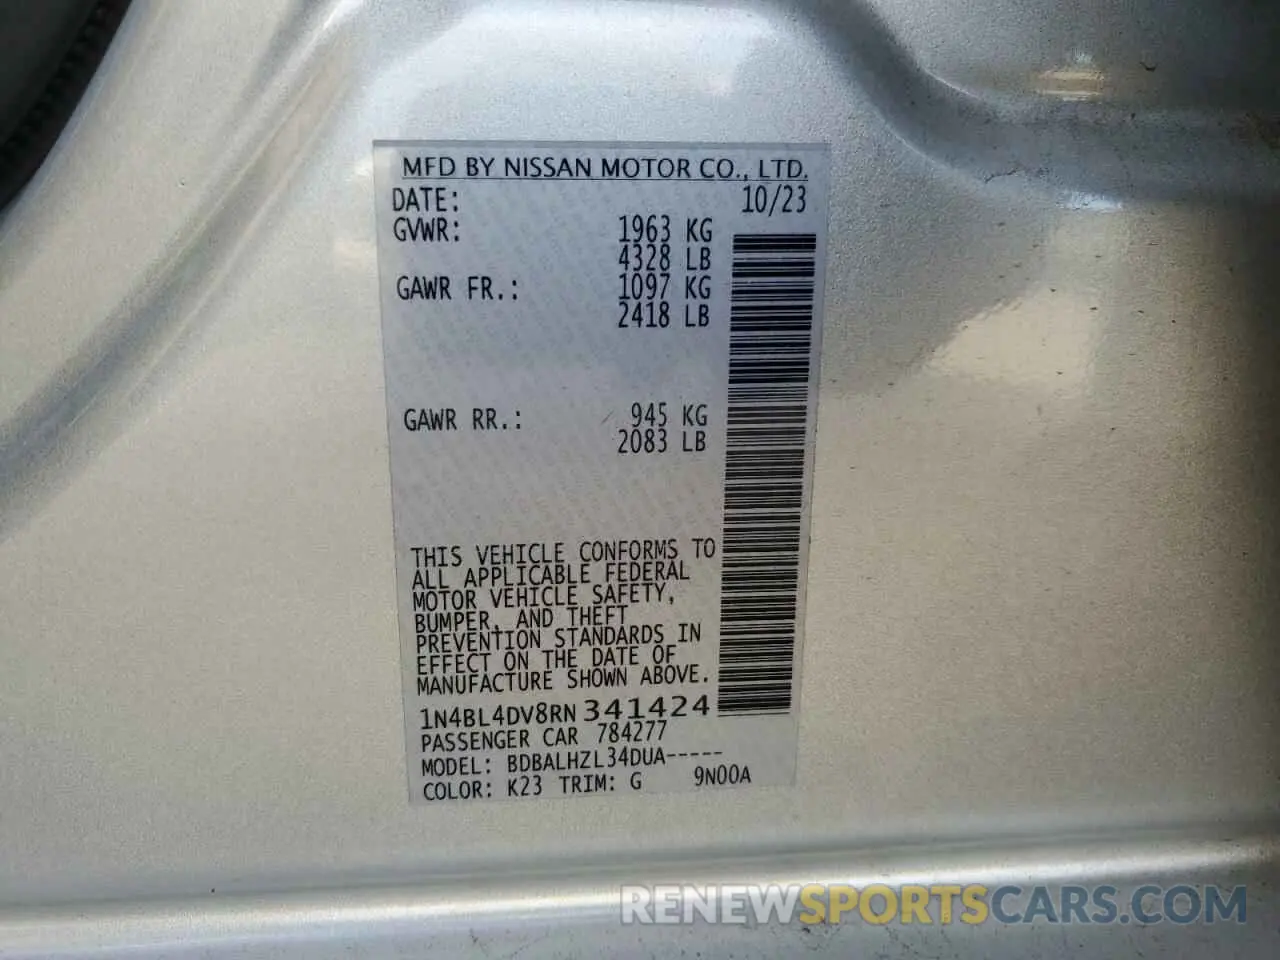 MFD BY NISSAN MOTOR CO., LTD.
DATE: 10/23
GVWR: 1963 KG
4328 LB
GAWR FR.: 1097 KG
2418 LB
GAWR RR.: 945 KG
2083 LB
THIS VEHICLE CONFORMS TO
ALL APPLICABLE FEDERAL
MOTOR VEHICLE SAFETY,
BUMPER, AND THEFT
PREVENTION STANDARDS IN
EFFECT ON THE DATE OF
MANUFACTURE SHOWN ABOVE.
1N4BL4DV8RN341424
PASSENGER CAR 784277
MODEL: BDBALHZL34DUA-----
COLOR: K23 TRIM: G 9N00A
RENEWSPORTSCARS.COM